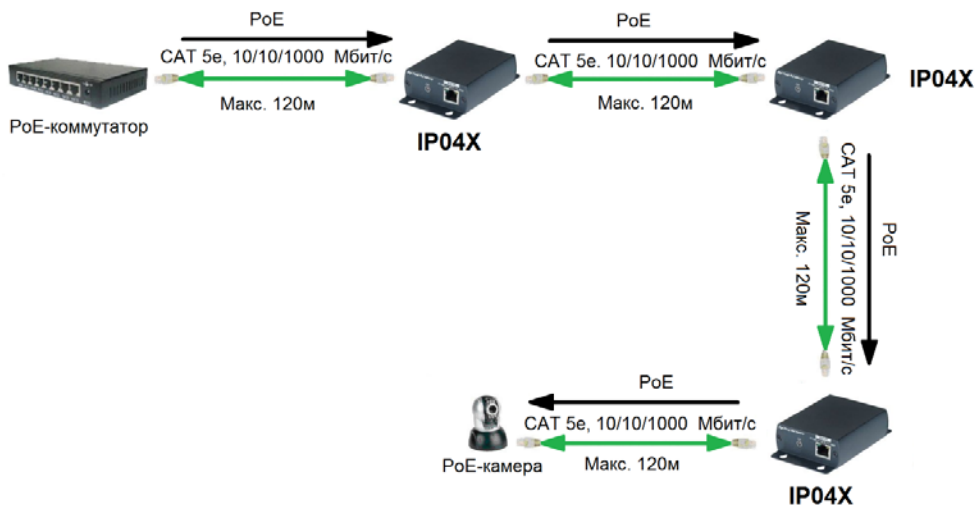 PoE
CAT 5e, 10/10/1000 Мбит/с
Макс. 120м
PoE-коммутатор
IP04X
PoE
CAT 5e. 10/10/1000 Мбит/с
Макс. 120м
IP04X
PoE
CAT 5e, 10/10/1000 Мбит/с
Макс. 120м
PoE
CAT 5e, 10/10/1000 Мбит/с
Макс. 120м
PoE-камера
IP04X